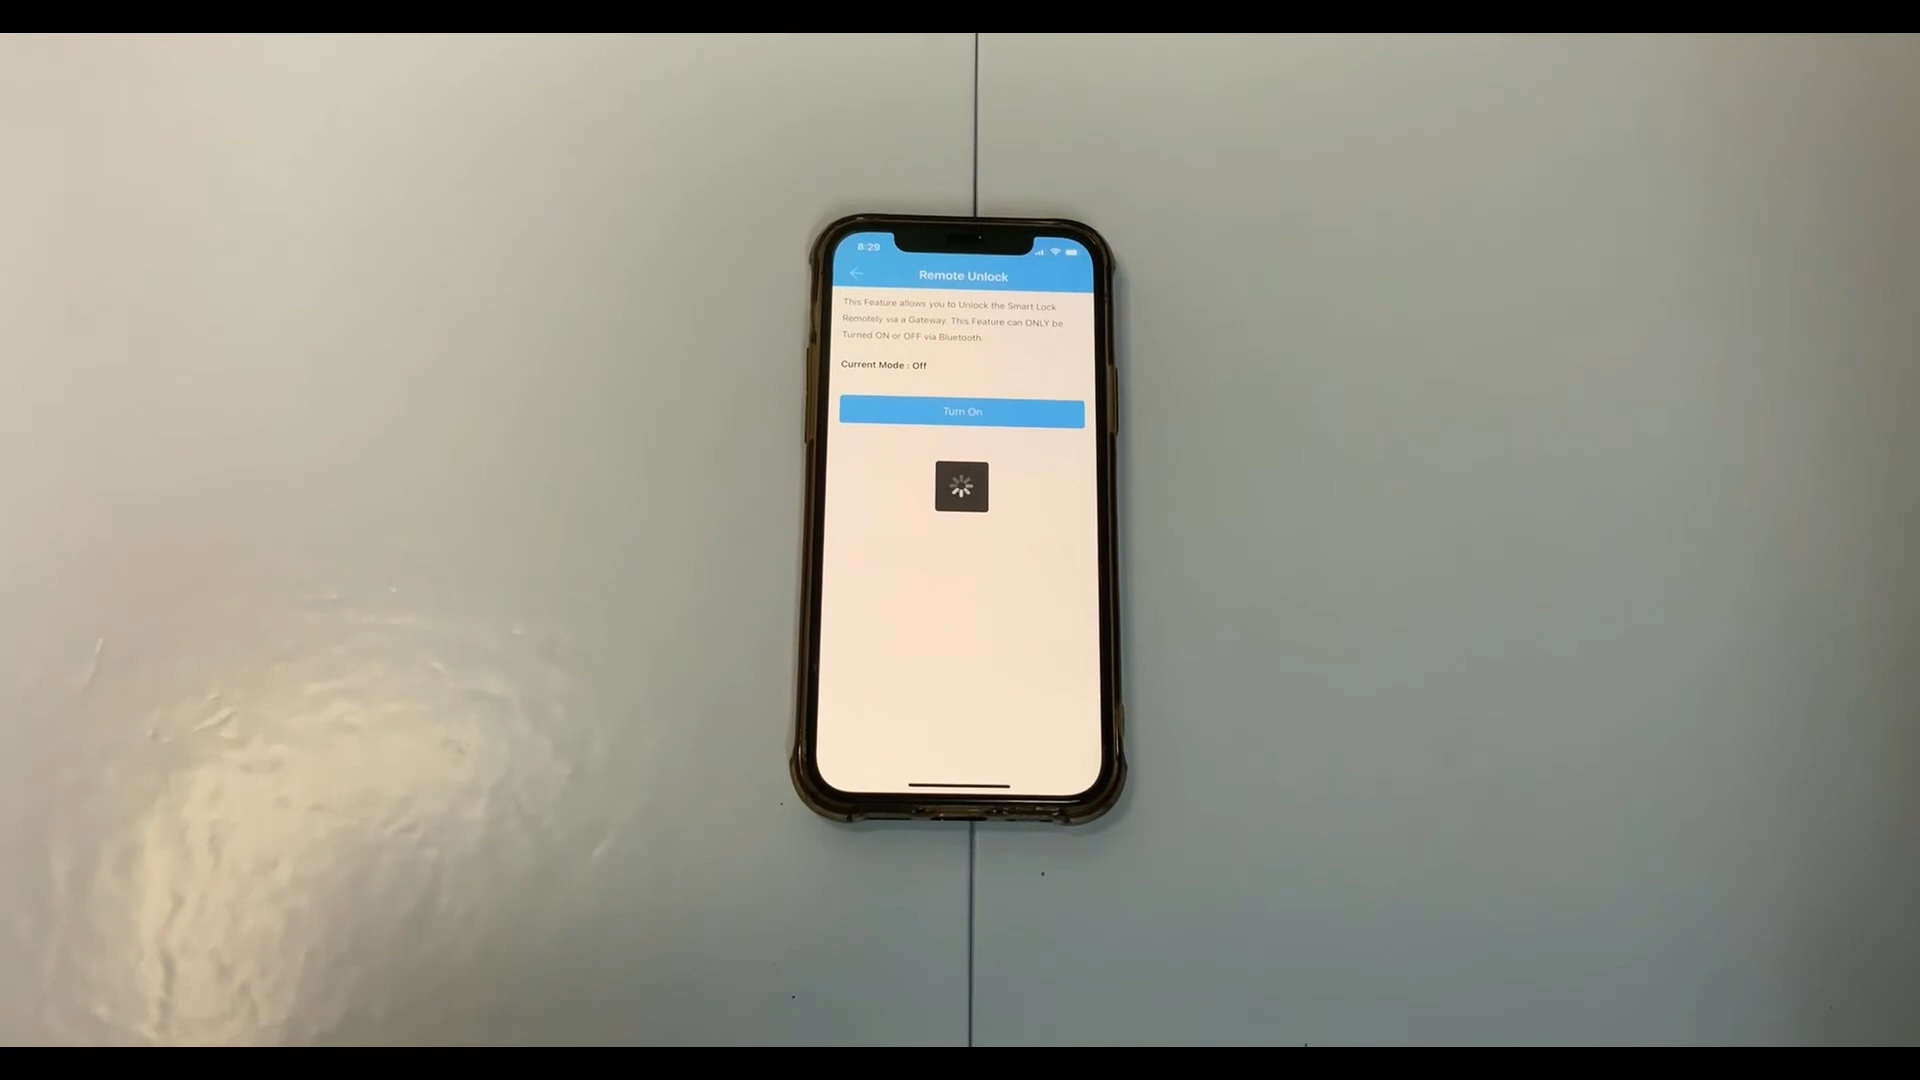 8:29
Remote Unlock
This Feature allows you to Unlock the Smart Lock
Remotely via a Gateway. This Feature can ONLY be
Turned ON or OFF via Bluetooth.
Current Mode : Off
Turn On